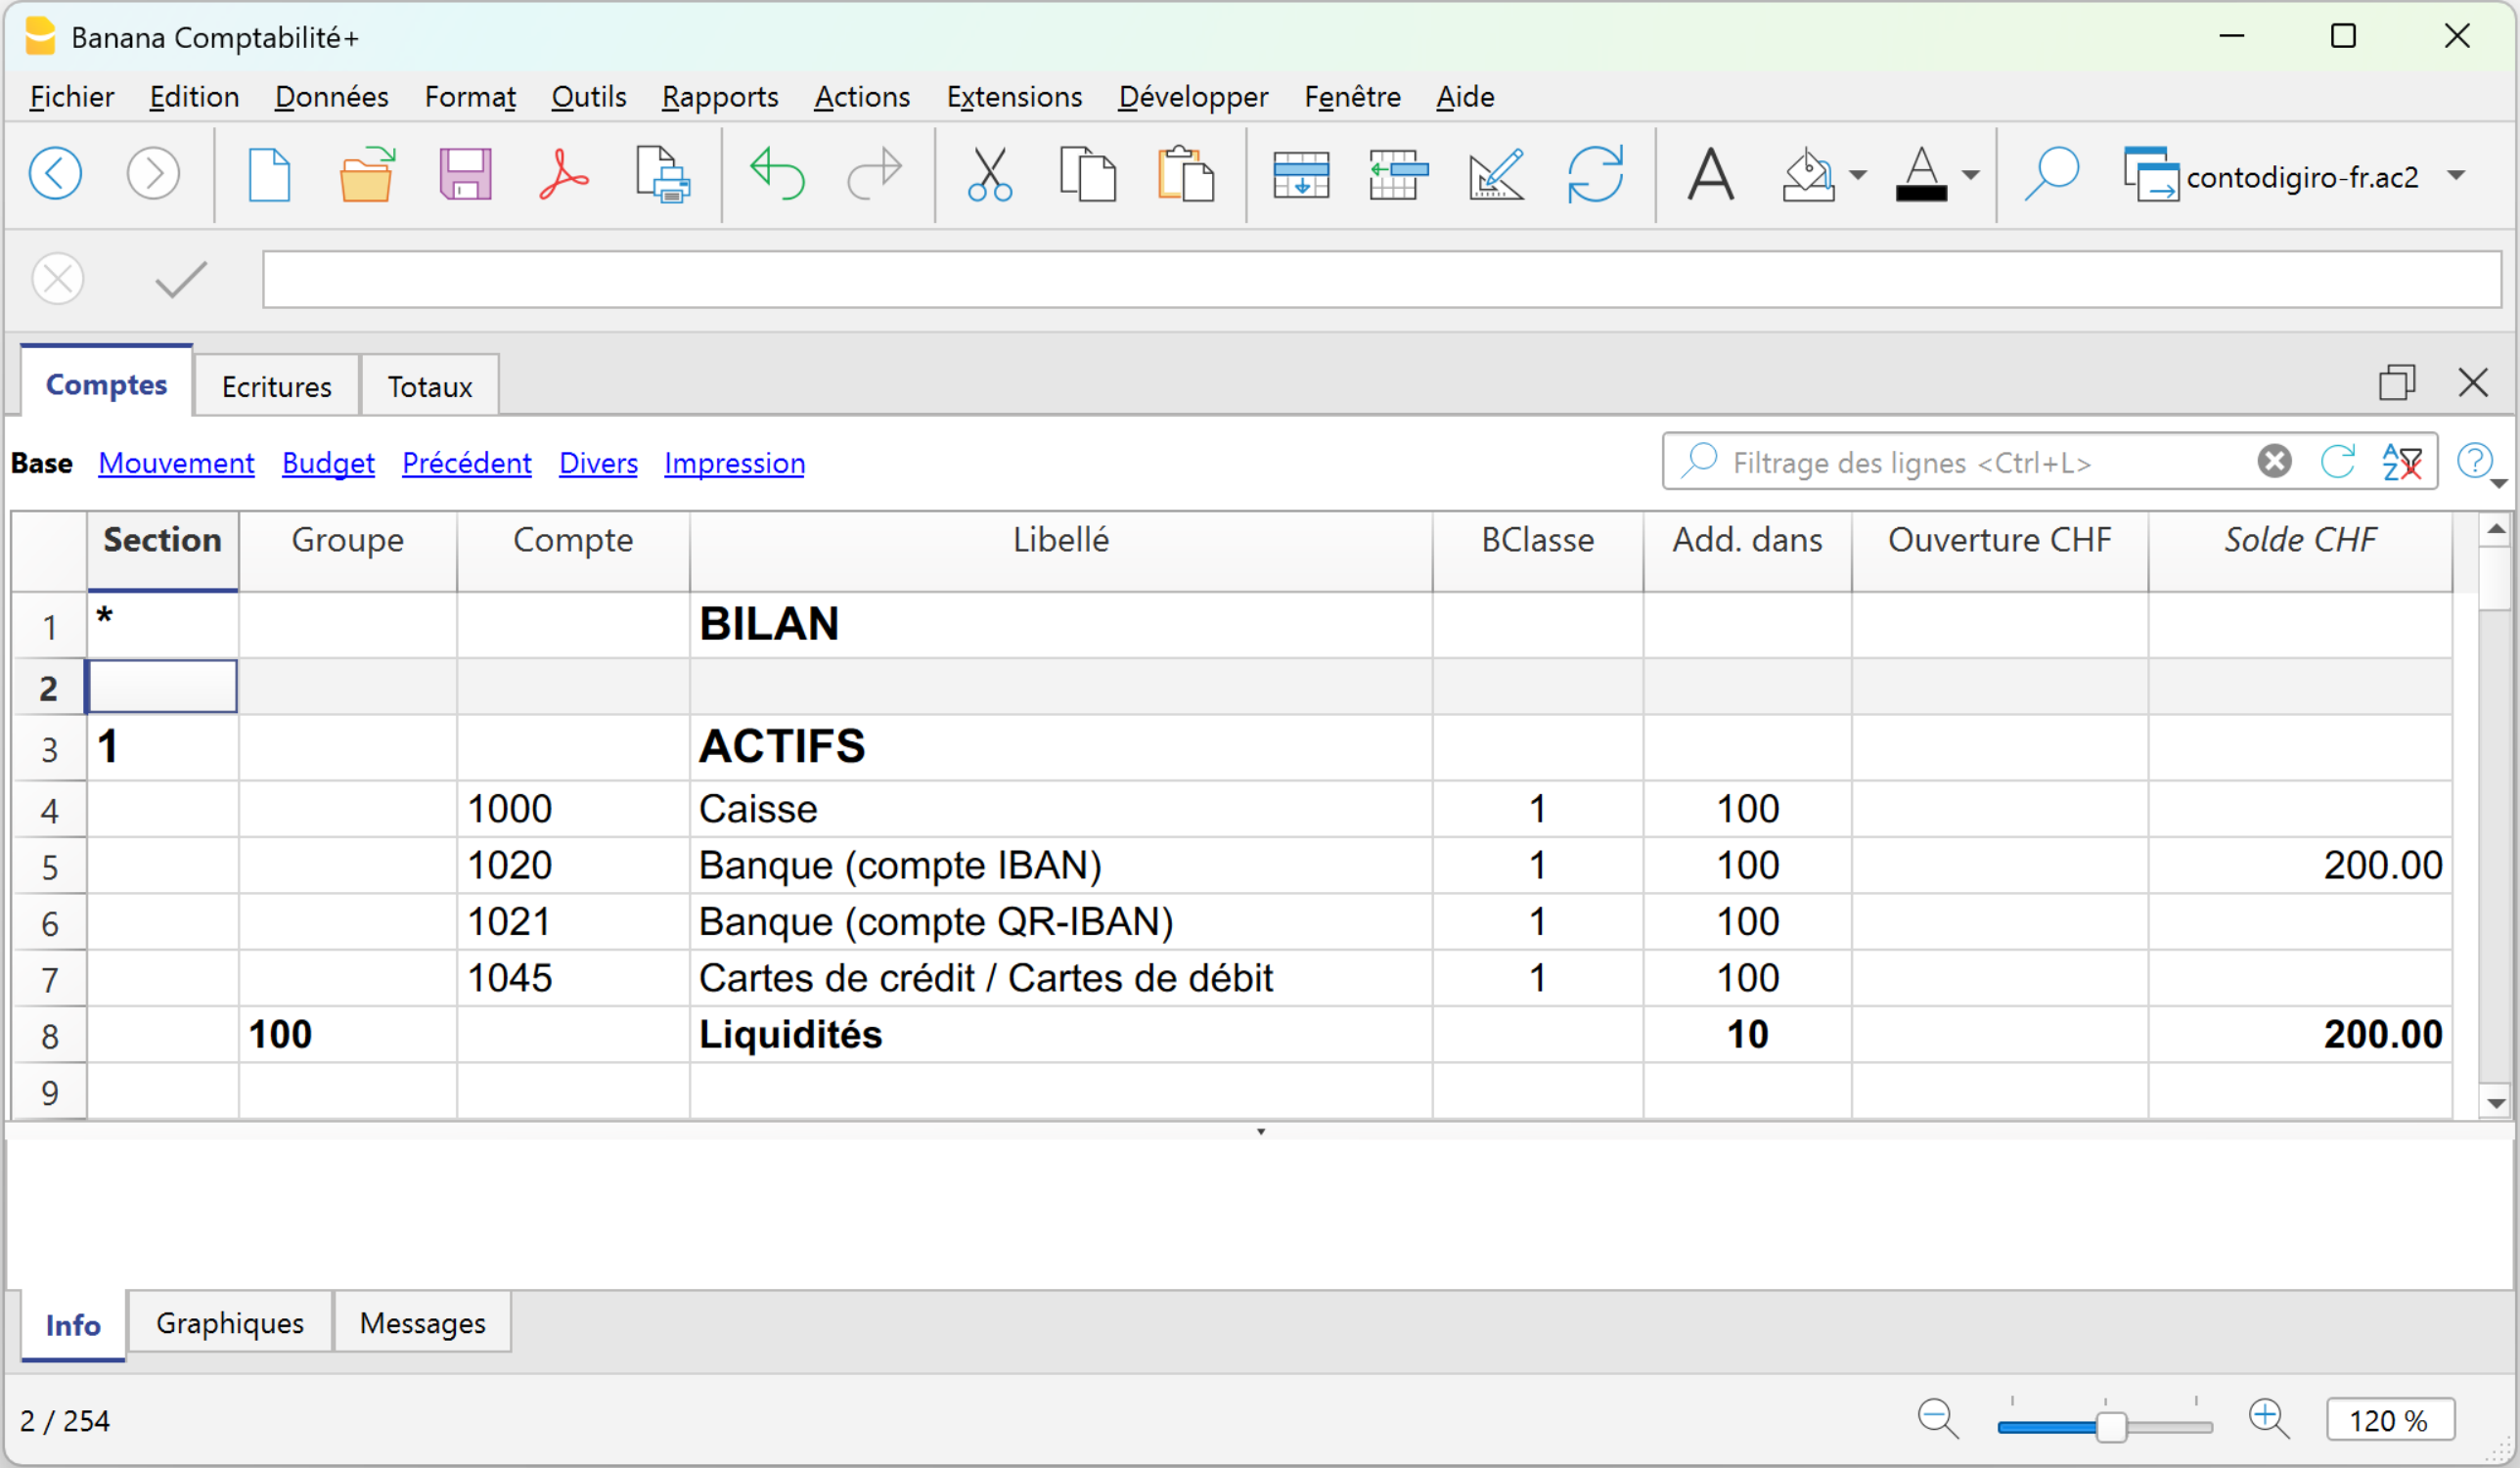 Banana Comptabilité+
Fichier Edition Données Format Outils Rapports Actions Extensions Développer Fenêtre Aide
contodigiro-fr.ac2
Comptes Ecritures Totaux
Base Mouvement Budget Précédent Divers Impression Filtrage des lignes <Ctrl+L>
Section Groupe Compte Libellé BClasse Add. dans Ouverture CHF Solde CHF
1 * BILAN
2
3 1 ACTIFS
4 1000 Caisse 1 100
5 1020 Banque (compte IBAN) 1 100 200.00
6 1021 Banque (compte QR-IBAN) 1 100
7 1045 Cartes de crédit / Cartes de débit 1 100
8 100 Liquidités 10 200.00
9
Info Graphiques Messages
2 / 254 120 %